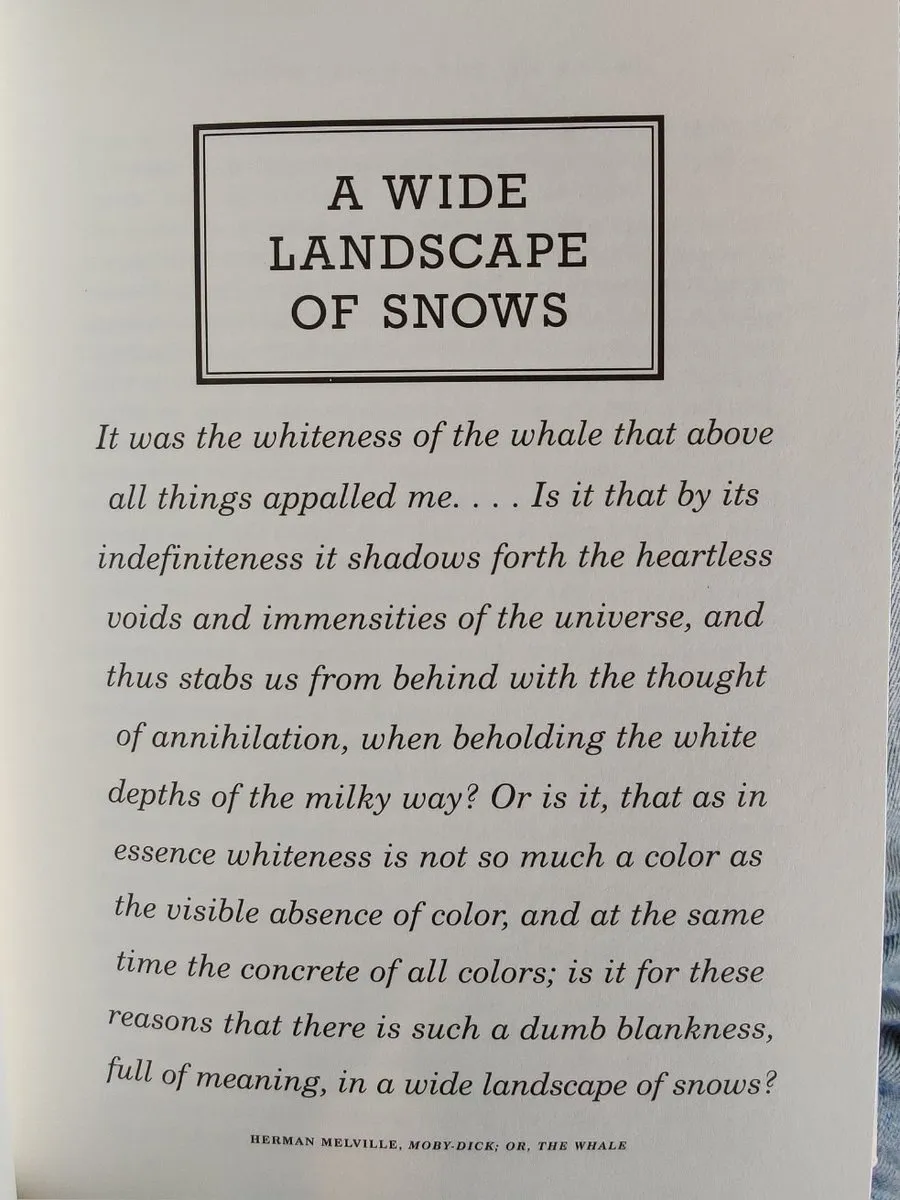 A WIDE
LANDSCAPE
OF SNOWS
It was the whiteness of the whale that above
all things appalled me. . . . Is it that by its
indefiniteness it shadows forth the heartless
voids and immensities of the universe, and
thus stabs us from behind with the thought
of annihilation, when beholding the white
depths of the milky way? Or is it, that as in
essence whiteness is not so much a color as
the visible absence of color, and at the same
time the concrete of all colors; is it for these
reasons that there is such a dumb blankness,
full of meaning, in a wide landscape of snows?
HERMAN MELVILLE, MOBY-DICK; OR, THE WHALE